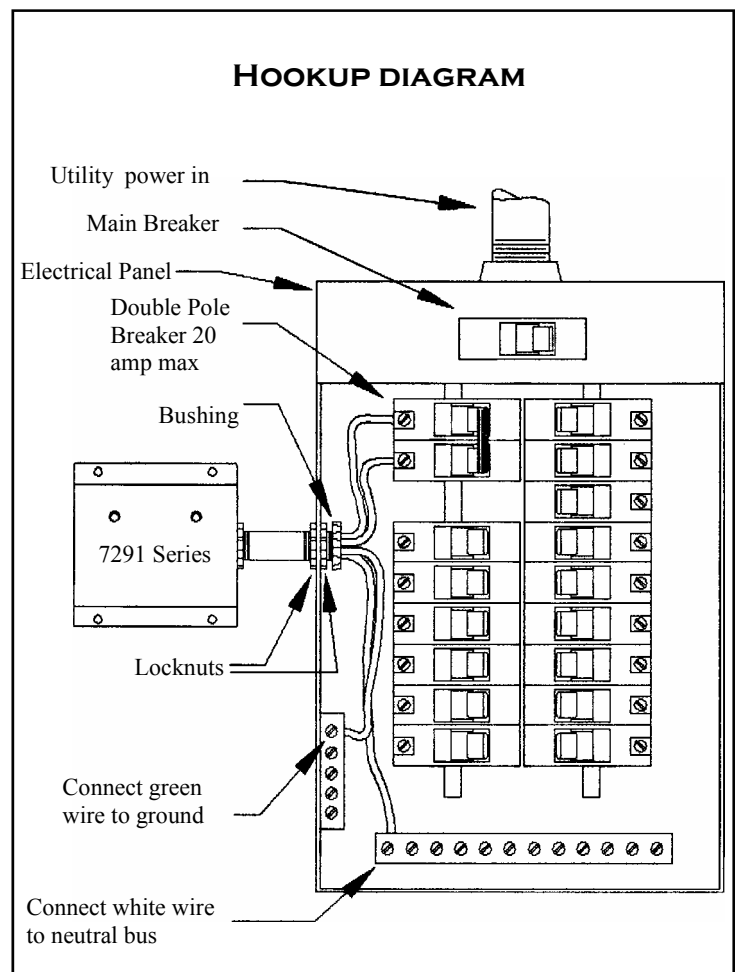 HOOKUP DIAGRAM
Utility power in
Main Breaker
Electrical Panel
Double Pole
Breaker 20
amp max
Bushing
7291 Series
Locknuts
Connect green
wire to ground
Connect white wire
to neutral bus